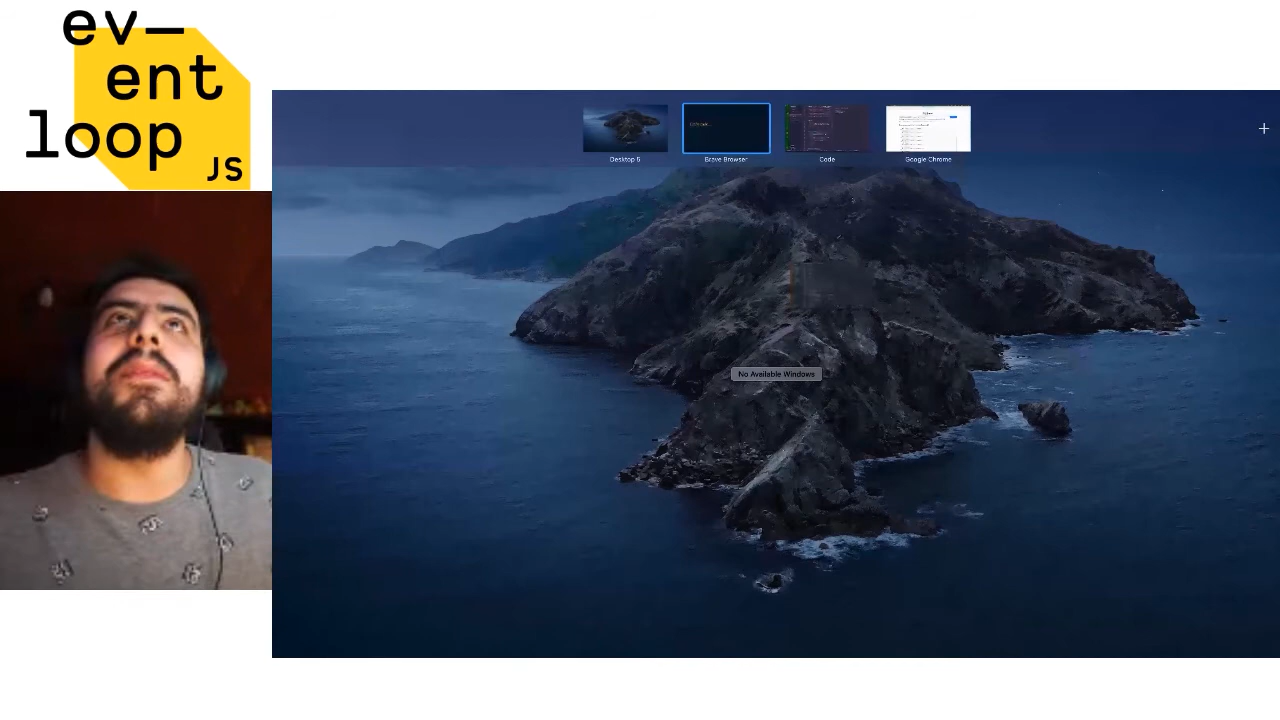 ev—
ent
loop
JS
Desktop 5
Brave Browser
Code
Google Chrome
No Available Windows